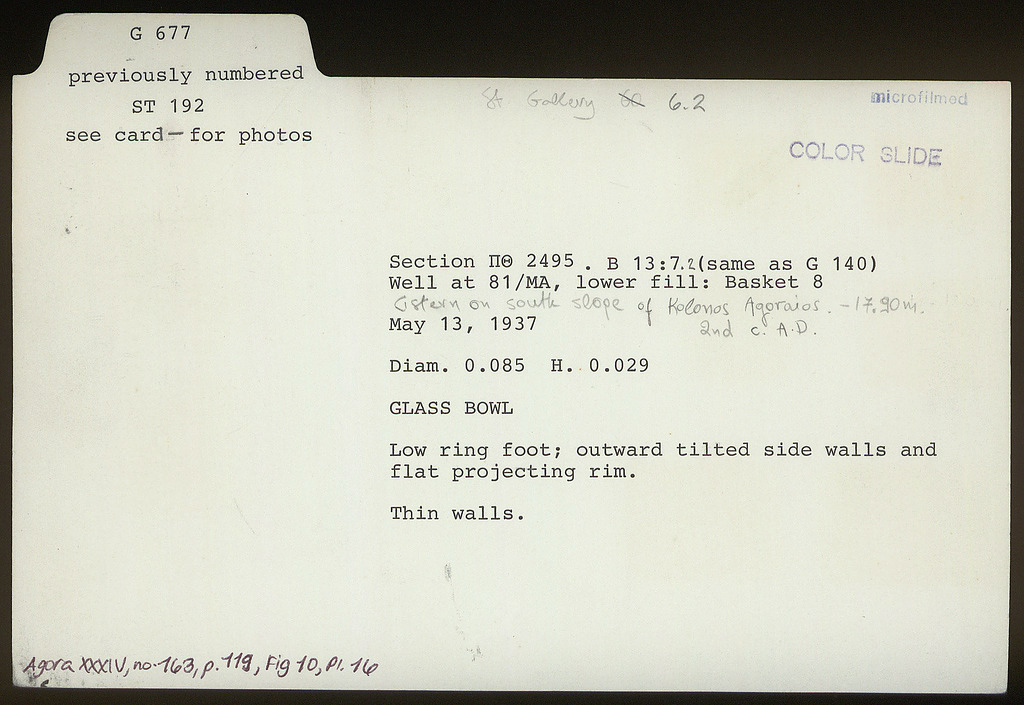 G 677
previously numbered
ST 192
see card — for photos
St Gallery 6.2
microfilmed
COLOR SLIDE
Section ΠΘ 2495 . B 13:7.2 (same as G 140)
Well at 81/MA, lower fill: Basket 8
Cistern on south slope of Kolonos Agoraios. -17.90m.
May 13, 1937 2nd c. A.D.
Diam. 0.085 H. 0.029
GLASS BOWL
Low ring foot; outward tilted side walls and
flat projecting rim.
Thin walls.
Agora XXXIV, no. 163, p. 119, Fig 10, Pl. 16